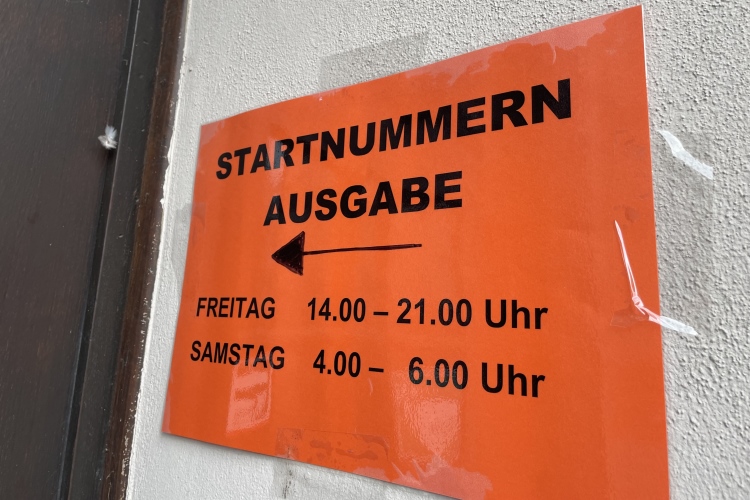 STARTNUMMERN
AUSGABE
FREITAG 14.00 – 21.00 Uhr
SAMSTAG 4.00 – 6.00 Uhr